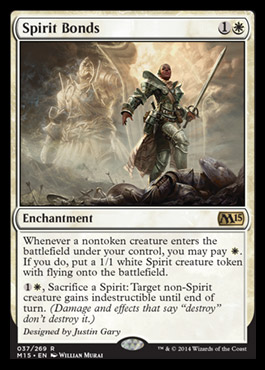 Spirit Bonds 1
Enchantment M15
Whenever a nontoken creature enters the
battlefield under your control, you may pay .
If you do, put a 1/1 white Spirit creature token
with flying onto the battlefield.
1 , Sacrifice a Spirit: Target non-Spirit
creature gains indestructible until end of
turn. (Damage and effects that say "destroy"
don't destroy it.)
Designed by Justin Gary
037/269 R
M15 • EN Willian Murai ™ & © 2014 Wizards of the Coast